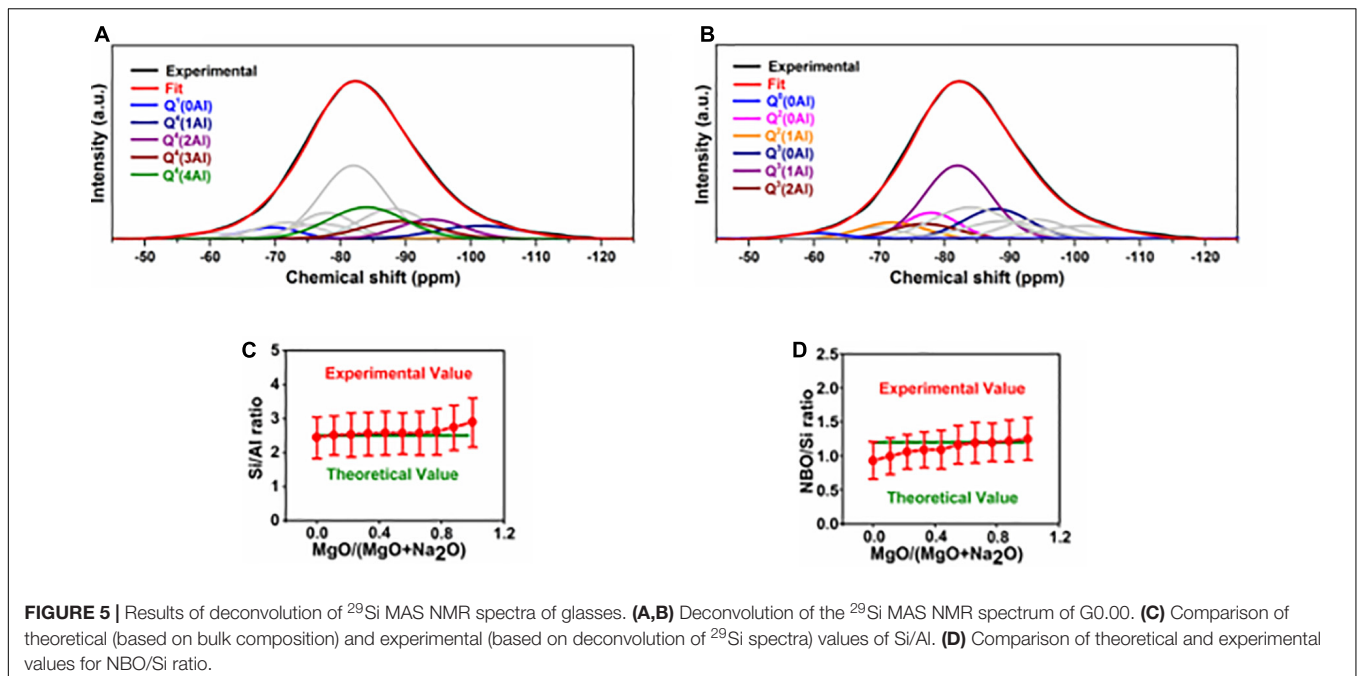 A
Intensity (a.u.)
Experimental
Fit
Q¹(0Al)
Q⁴(1Al)
Q⁴(2Al)
Q⁴(3Al)
Q⁴(4Al)
-50 -60 -70 -80 -90 -100 -110 -120
Chemical shift (ppm)
B
Intensity (a.u.)
Experimental
Fit
Q⁰(0Al)
Q²(0Al)
Q²(1Al)
Q³(0Al)
Q³(1Al)
Q³(2Al)
-50 -60 -70 -80 -90 -100 -110 -120
Chemical shift (ppm)
C
Si/Al ratio
5
4
3
2
1
0
Experimental Value
Theoretical Value
0.0 0.4 0.8 1.2
MgO/(MgO+Na₂O)
D
NBO/Si ratio
2.5
2.0
1.5
1.0
0.5
0.0
Experimental Value
Theoretical Value
0.0 0.4 0.8 1.2
MgO/(MgO+Na₂O)
FIGURE 5 | Results of deconvolution of ²⁹Si MAS NMR spectra of glasses. (A,B) Deconvolution of the ²⁹Si MAS NMR spectrum of G0.00. (C) Comparison of
theoretical (based on bulk composition) and experimental (based on deconvolution of ²⁹Si spectra) values of Si/Al. (D) Comparison of theoretical and experimental
values for NBO/Si ratio.